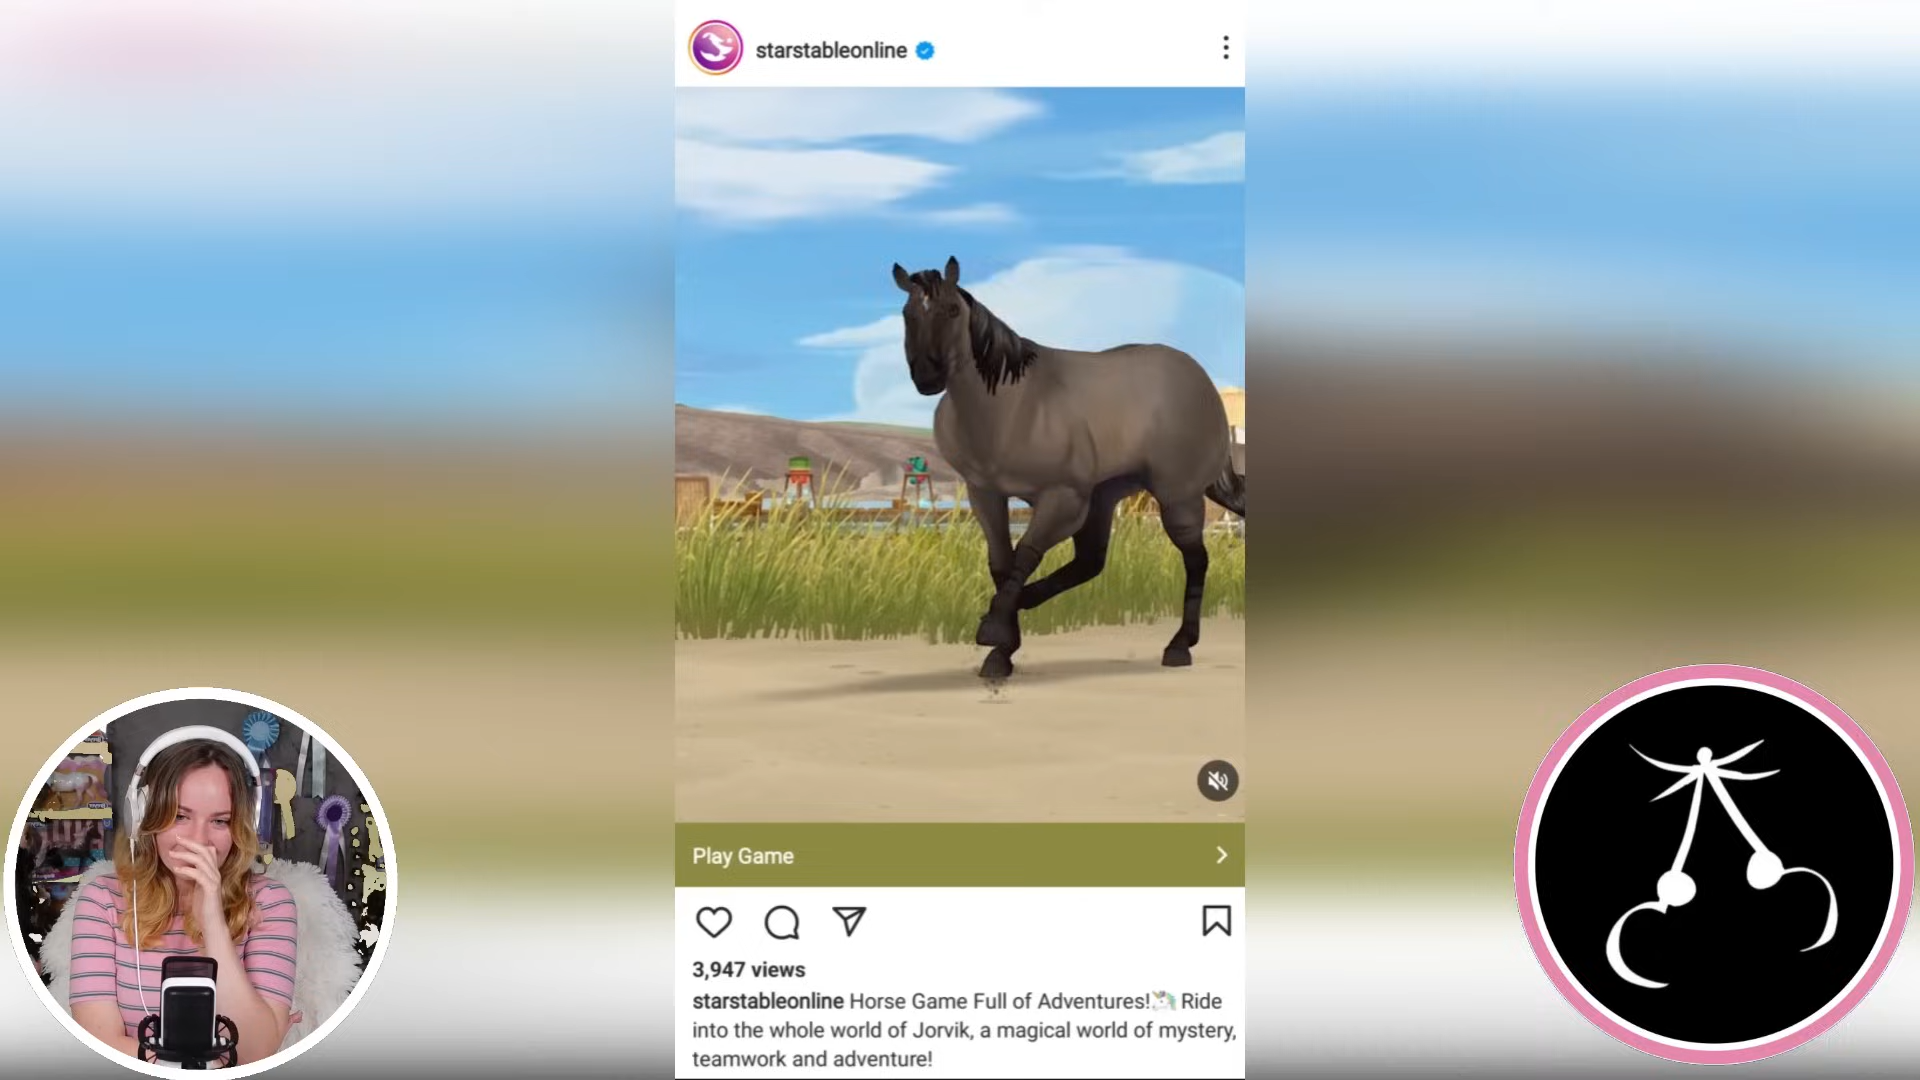 starstableonline
Play Game
3,947 views
starstableonline Horse Game Full of Adventures!🦄 Ride
into the whole world of Jorvik, a magical world of mystery,
teamwork and adventure!